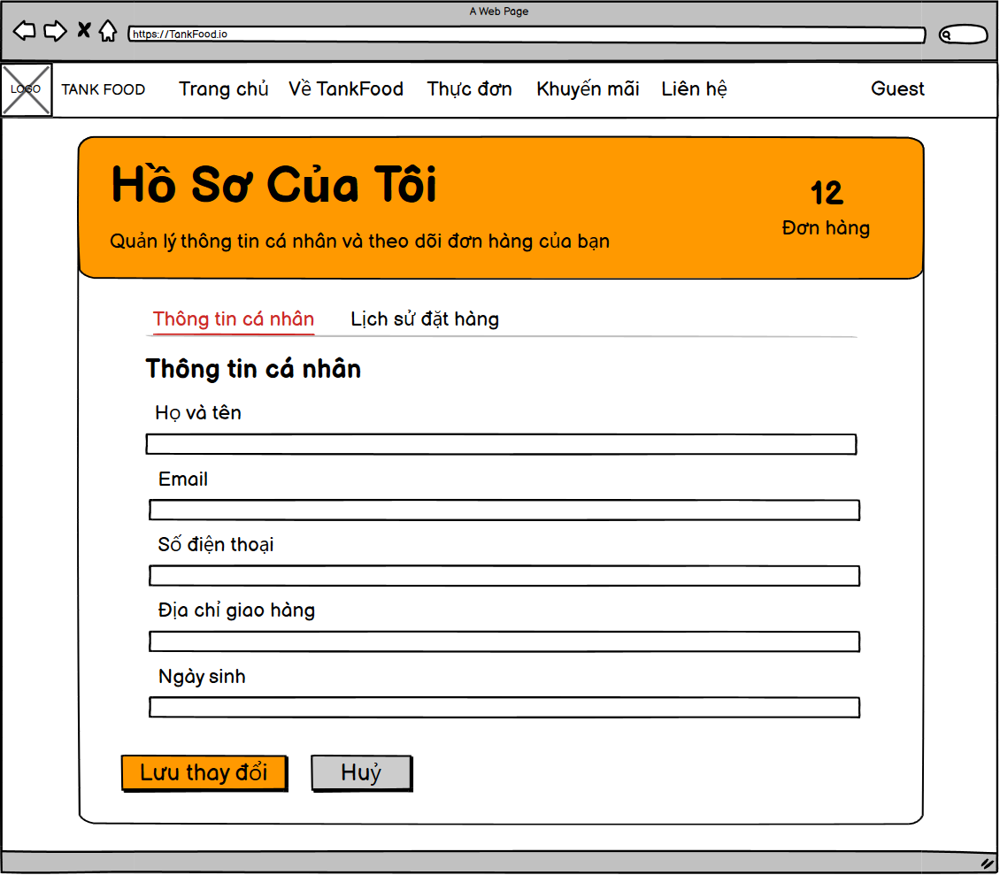 A Web Page
https://TankFood.io
LOGO TANK FOOD Trang chủ Về TankFood Thực đơn Khuyến mãi Liên hệ Guest
Hồ Sơ Của Tôi
12
Quản lý thông tin cá nhân và theo dõi đơn hàng của bạn
Đơn hàng
Thông tin cá nhân Lịch sử đặt hàng
Thông tin cá nhân
Họ và tên
Email
Số điện thoại
Địa chỉ giao hàng
Ngày sinh
Lưu thay đổi Huỷ